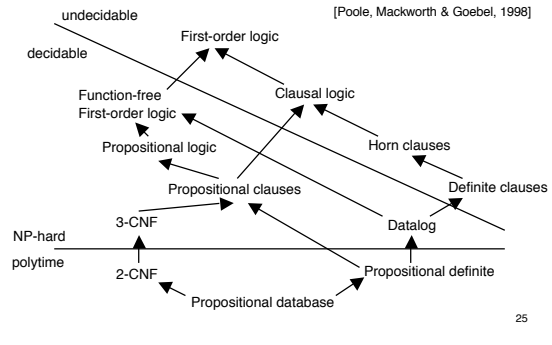 undecidable
[Poole, Mackworth & Goebel, 1998]
First-order logic
decidable
Function-free
First-order logic
Clausal logic
Propositional logic
Horn clauses
Propositional clauses
Definite clauses
3-CNF
Datalog
NP-hard
polytime
2-CNF
Propositional definite
Propositional database
25